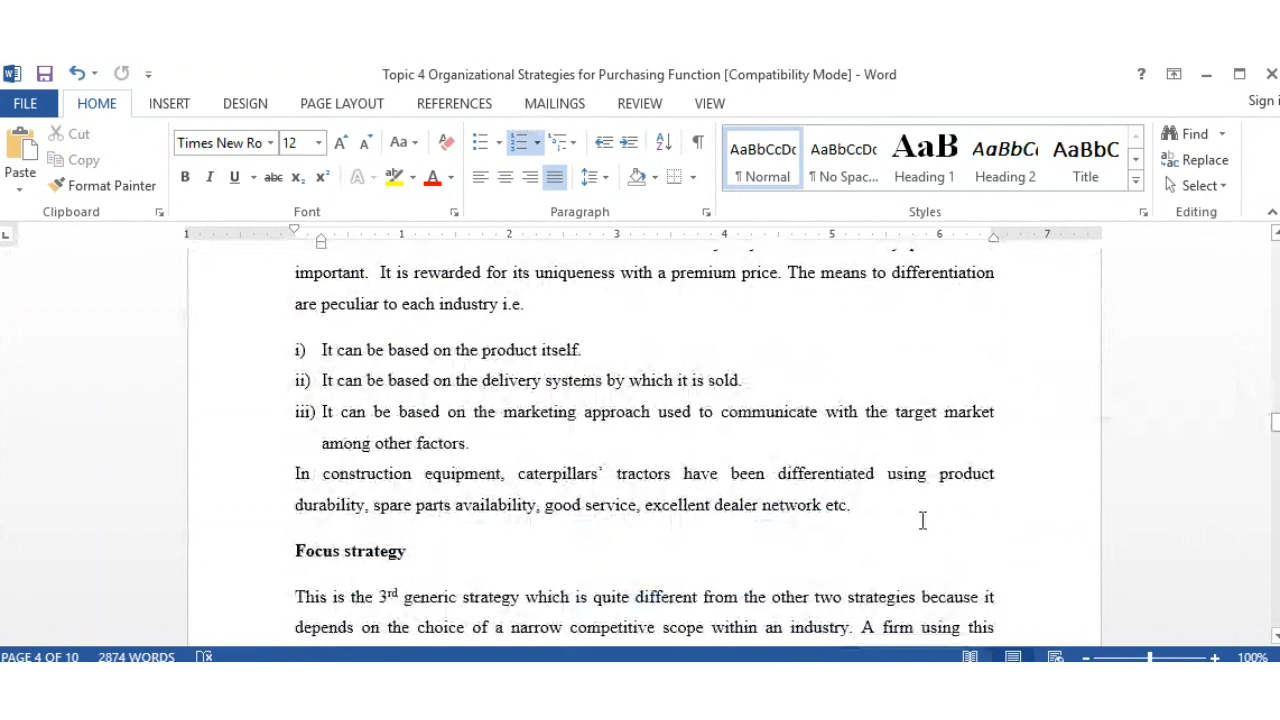 Topic 4 Organizational Strategies for Purchasing Function [Compatibility Mode] - Word
FILE HOME INSERT DESIGN PAGE LAYOUT REFERENCES MAILINGS REVIEW VIEW Sign i
Paste Cut Copy Format Painter Clipboard
Times New Ro 12 Font
Paragraph
AaBbCcDc AaBbCcDc AaB AaBbCc AaBbC
¶ Normal ¶ No Spac... Heading 1 Heading 2 Title
Styles
Find Replace Select Editing
1 1 2 3 4 5 6 7
important. It is rewarded for its uniqueness with a premium price. The means to differentiation
are peculiar to each industry i.e.
i) It can be based on the product itself.
ii) It can be based on the delivery systems by which it is sold.
iii) It can be based on the marketing approach used to communicate with the target market
among other factors.
In construction equipment, caterpillars' tractors have been differentiated using product
durability, spare parts availability, good service, excellent dealer network etc.
Focus strategy
This is the 3rd generic strategy which is quite different from the other two strategies because it
depends on the choice of a narrow competitive scope within an industry. A firm using this
PAGE 4 OF 10 2874 WORDS 100%